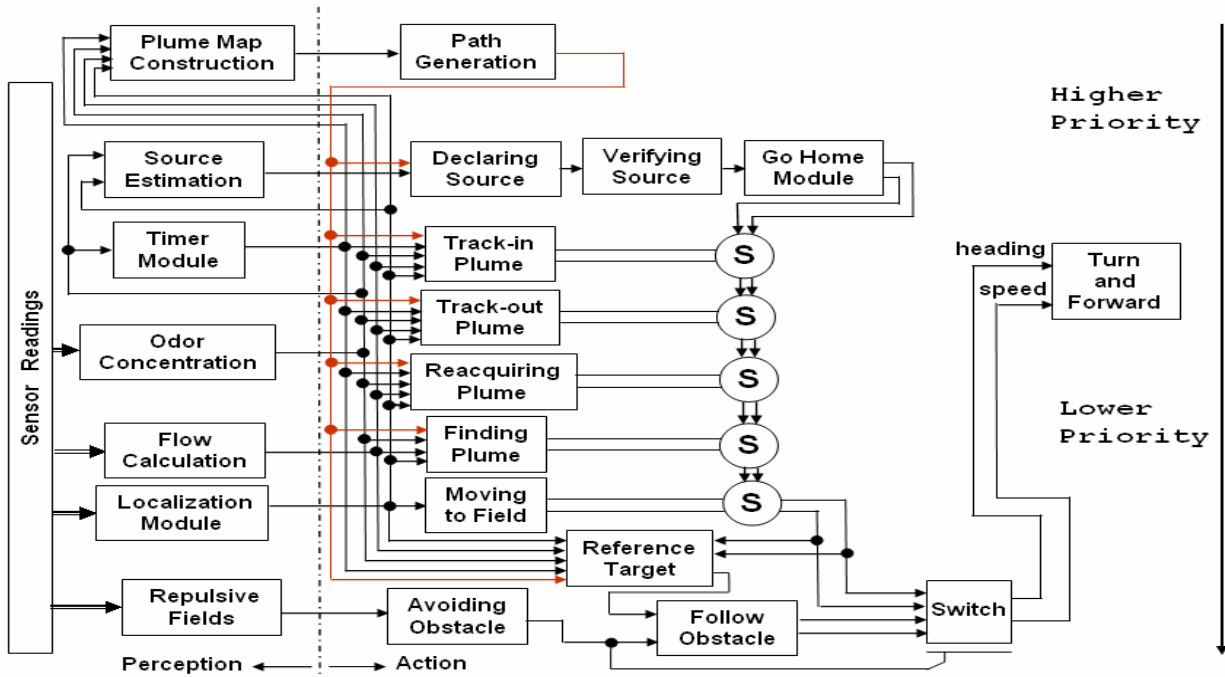 Plume Map
Construction
Path
Generation
Higher
Priority
Source
Estimation
Declaring
Source
Verifying
Source
Go Home
Module
Timer
Module
Track-in
Plume
S
heading
speed
Turn
and
Forward
Sensor Readings
Track-out
Plume
S
Odor
Concentration
Reacquiring
Plume
S
Lower
Priority
Flow
Calculation
Finding
Plume
S
Localization
Module
Moving
to Field
S
Reference
Target
Repulsive
Fields
Avoiding
Obstacle
Follow
Obstacle
Switch
Perception
Action